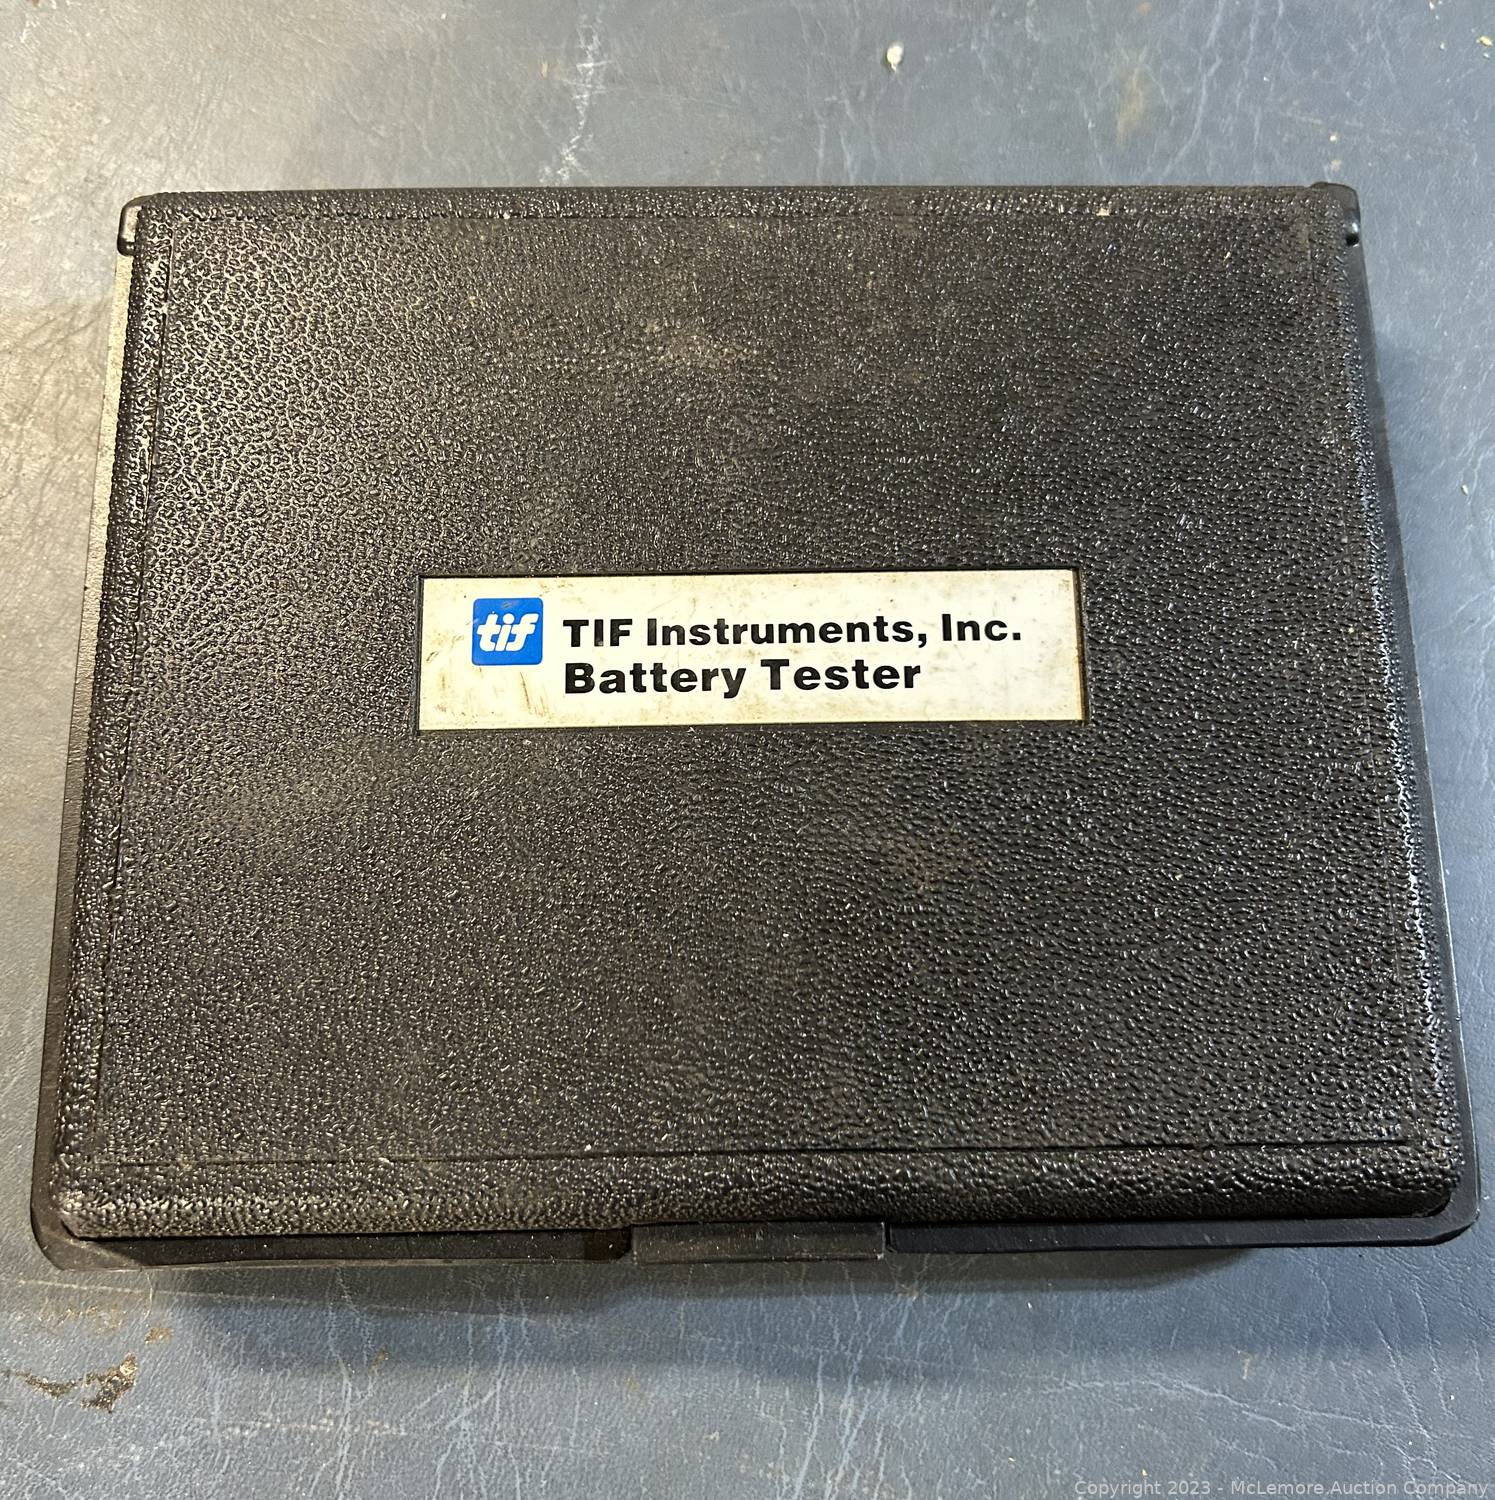 tif
TIF Instruments, Inc.
Battery Tester
Copyright 2023 - McLemore Auction Company